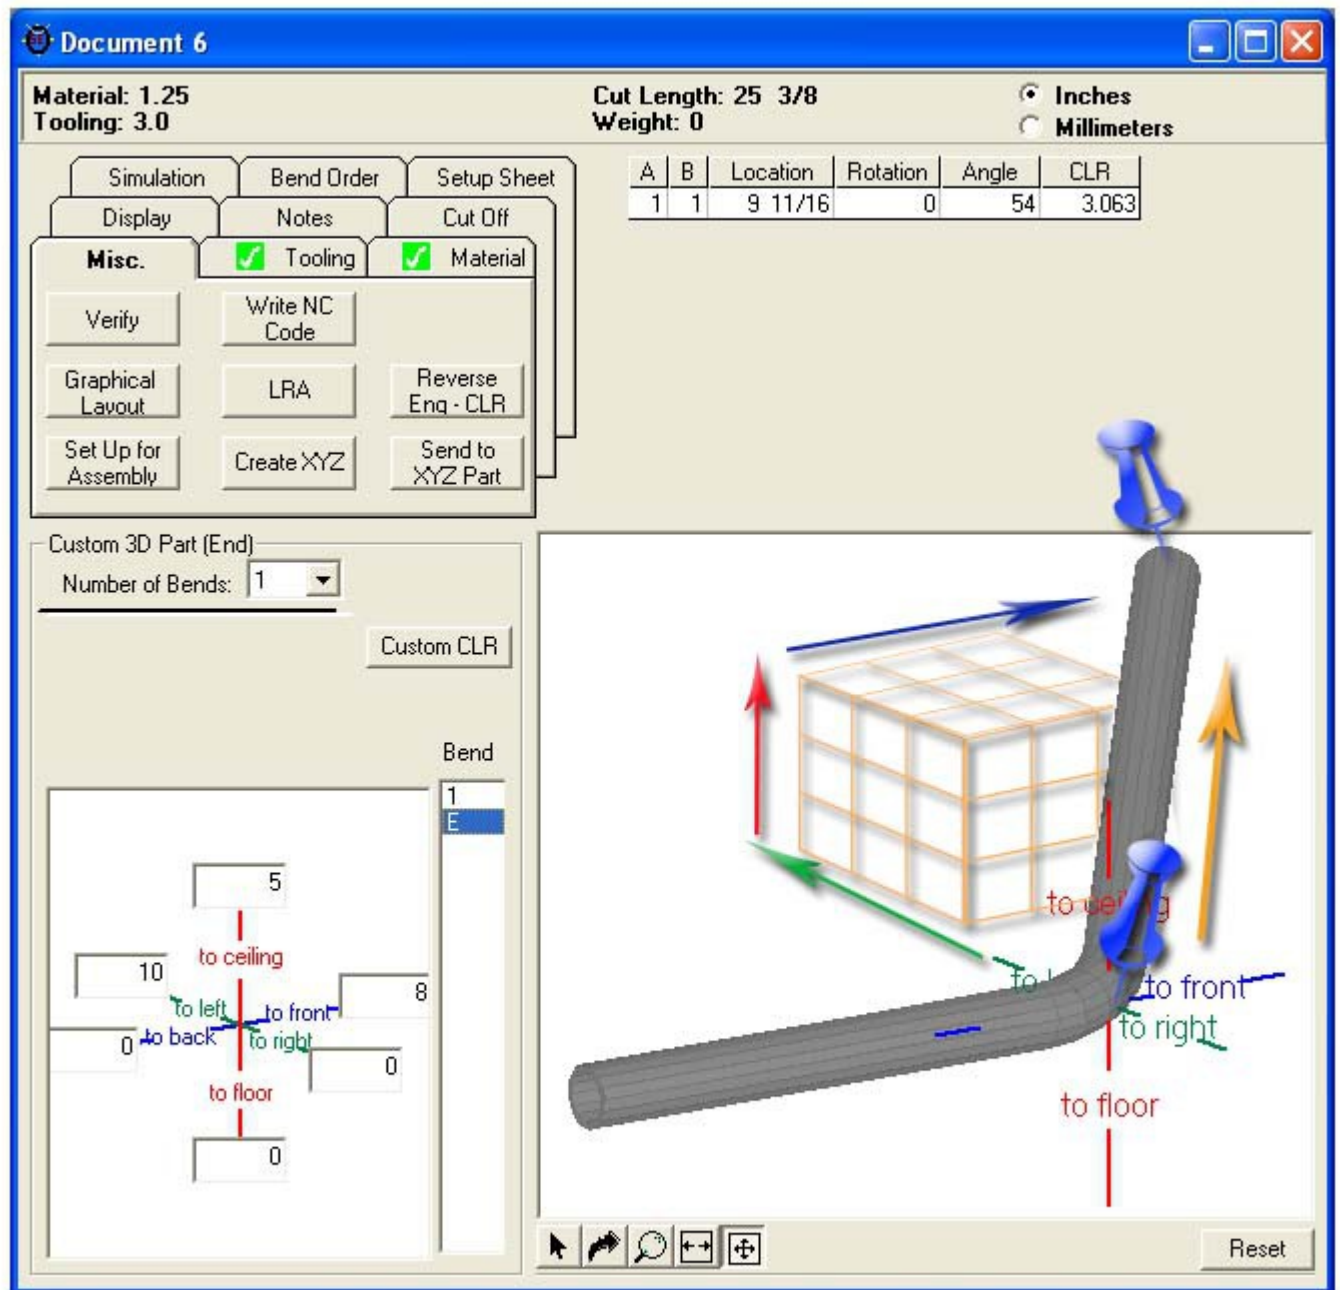 Document 6
Material: 1.25
Tooling: 3.0
Cut Length: 25 3/8
Weight: 0
Inches
Millimeters
Simulation Bend Order Setup Sheet
Display Notes Cut Off
Misc. Tooling Material
Verify
Write NC
Code
Graphical
Layout
LRA
Reverse
Eng - CLR
Set Up for
Assembly
Create XYZ
Send to
XYZ Part
A B Location Rotation Angle CLR
1 1 9 11/16 0 54 3.063
Custom 3D Part (End)
Number of Bends: 1
Custom CLR
Bend
1
E
5
to ceiling
10
to left
to front
8
0
to back
to right
0
to floor
0
to ceiling
to front
to right
to floor
Reset